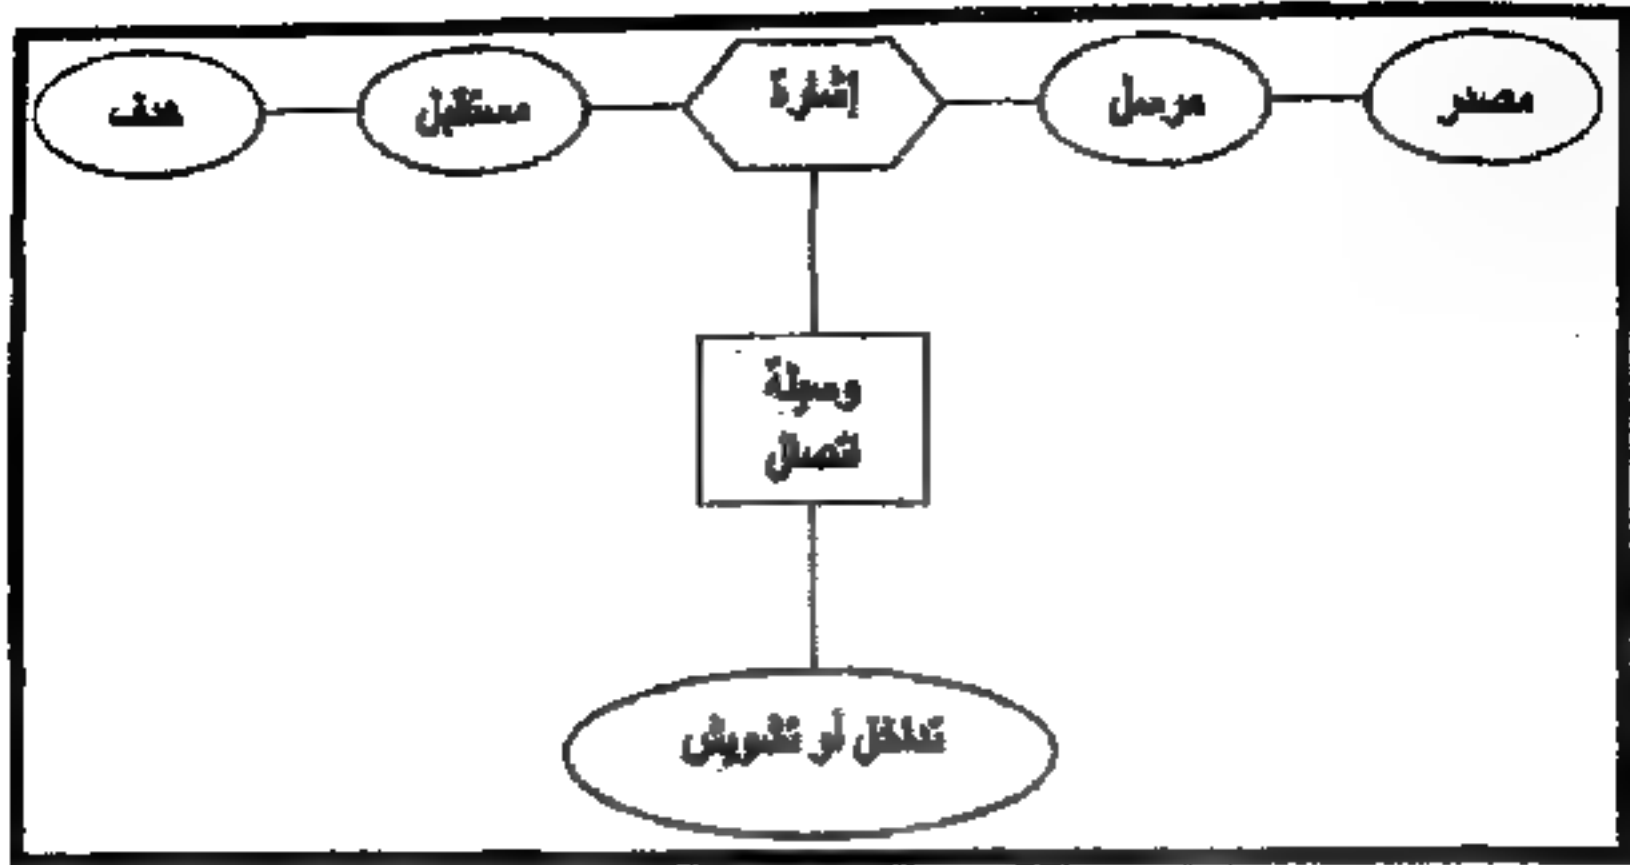 مصدر
مرسل
إشارة
مستقبل
هدف
وسيلة
اتصال
تداخل أو تشويش